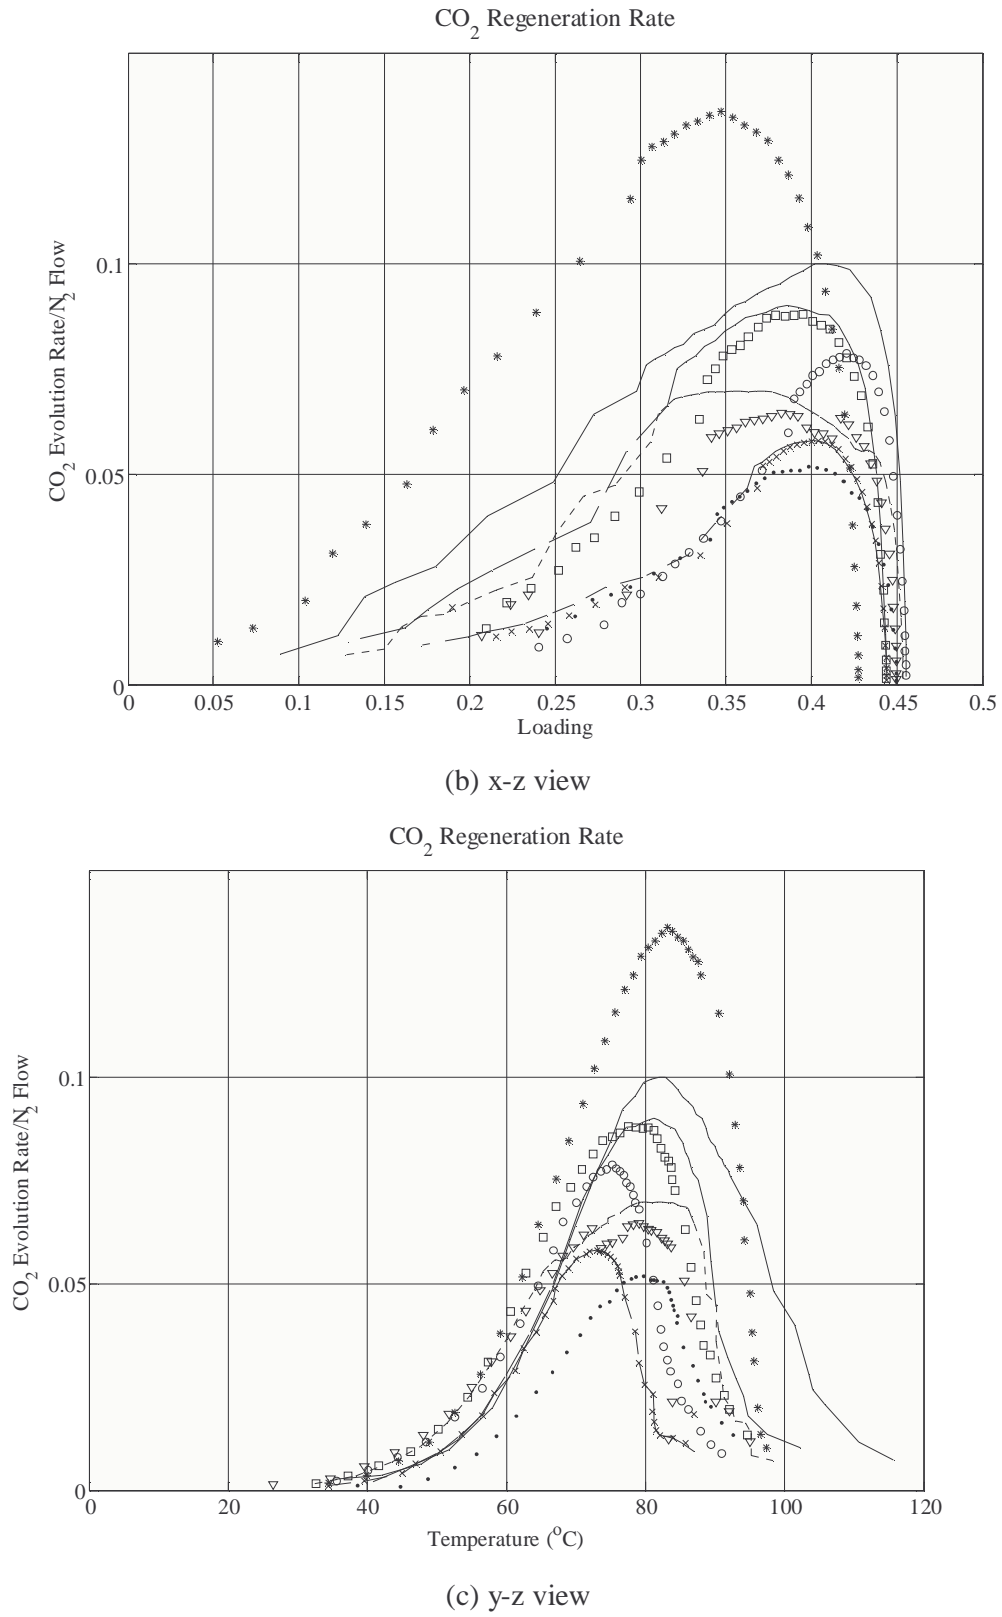 CO2 Regeneration Rate
CO2 Evolution Rate/N2 Flow
0.1
0.05
0
0 0.05 0.1 0.15 0.2 0.25 0.3 0.35 0.4 0.45 0.5
Loading
(b) x-z view
CO2 Regeneration Rate
CO2 Evolution Rate/N2 Flow
0.1
0.05
0
0 20 40 60 80 100 120
Temperature (oC)
(c) y-z view